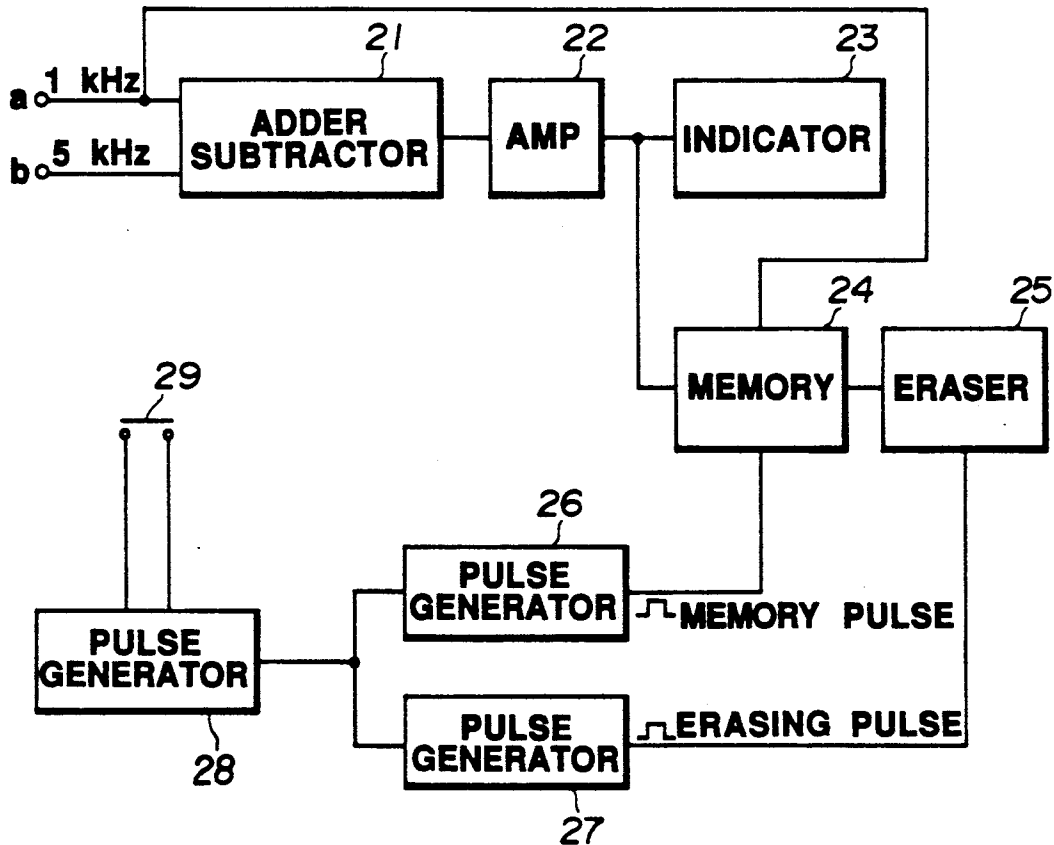 21
22
23
a 1 kHz
b 5 kHz
ADDER
SUBTRACTOR
AMP
INDICATOR
24
25
MEMORY
ERASER
29
26
PULSE
GENERATOR
MEMORY PULSE
PULSE
GENERATOR
28
PULSE
GENERATOR
ERASING PULSE
27